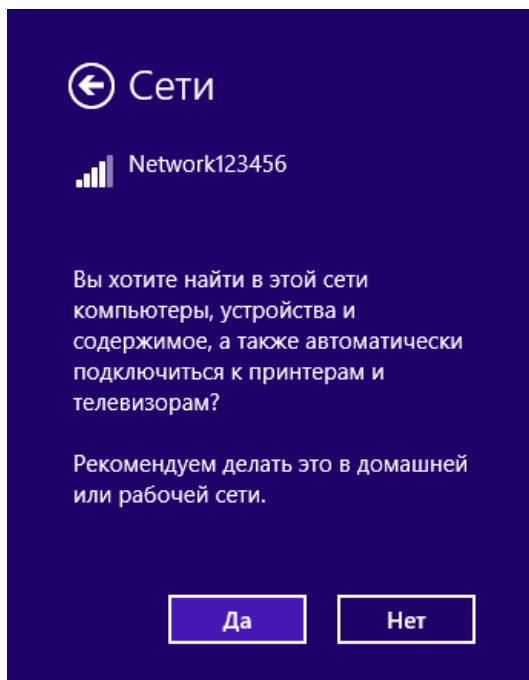 Сети
Network123456
Вы хотите найти в этой сети
компьютеры, устройства и
содержимое, а также автоматически
подключиться к принтерам и
телевизорам?
Рекомендуем делать это в домашней
или рабочей сети.
Да
Нет